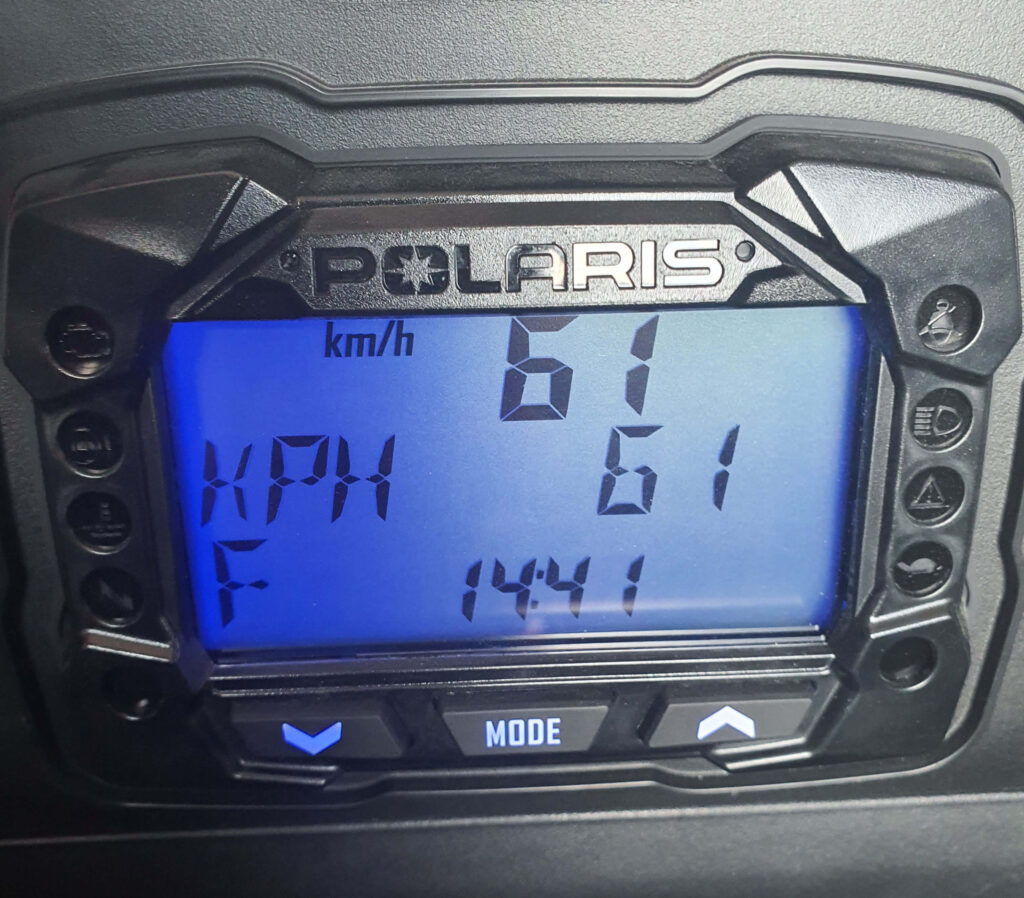 POLARIS
km/h 61
KPH 61
F 14:41
MODE